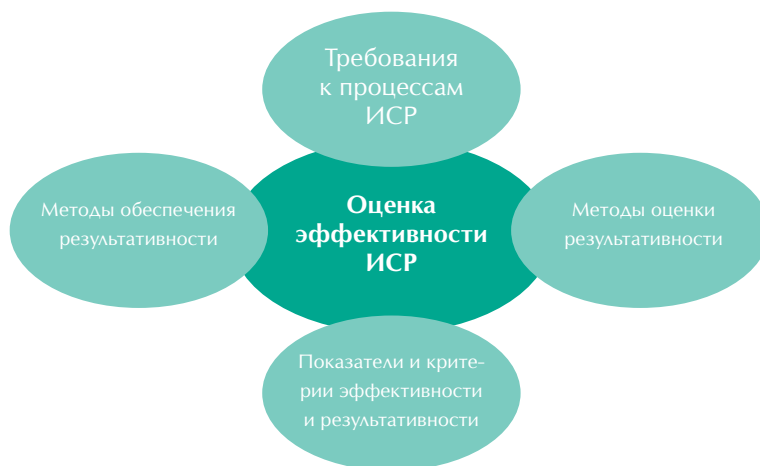 Требования
к процессам
ИСР
Методы обеспечения
результативности
Оценка
эффективности
ИСР
Методы оценки
результативности
Показатели и крите-
рии эффективности
и результативности